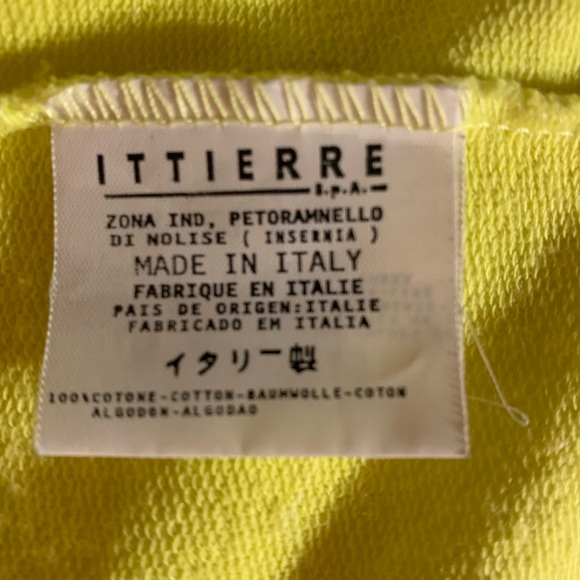 ITTIERRE
S.p.A.
ZONA IND, PETORAMNELLO
DI NOLISE ( INSERNIA )
MADE IN ITALY
FABRIQUE EN ITALIE
PAIS DE ORIGEN:ITALIE
FABRICADO EM ITALIA
イタリー製
100%COTONE-COTTON-BAUMWOLLE-COTON
ALGODON-ALGODAO